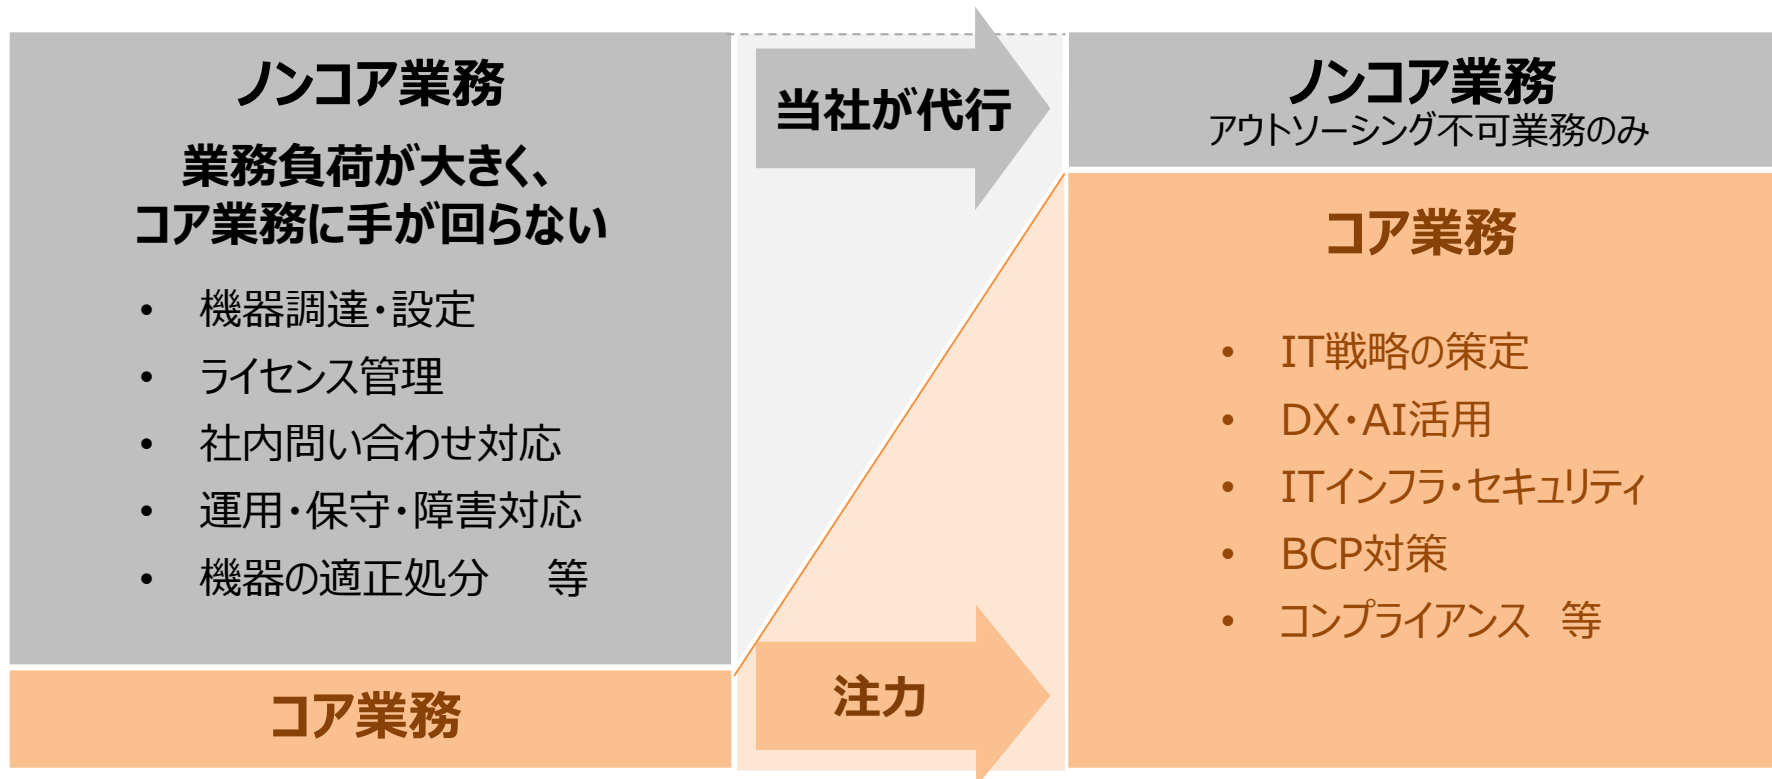 ノンコア業務
業務負荷が大きく、
コア業務に手が回らない
• 機器調達・設定
• ライセンス管理
• 社内問い合わせ対応
• 運用・保守・障害対応
• 機器の適正処分　等
コア業務
当社が代行
注力
ノンコア業務
アウトソーシング不可業務のみ
コア業務
• IT戦略の策定
• DX・AI活用
• ITインフラ・セキュリティ
• BCP対策
• コンプライアンス　等